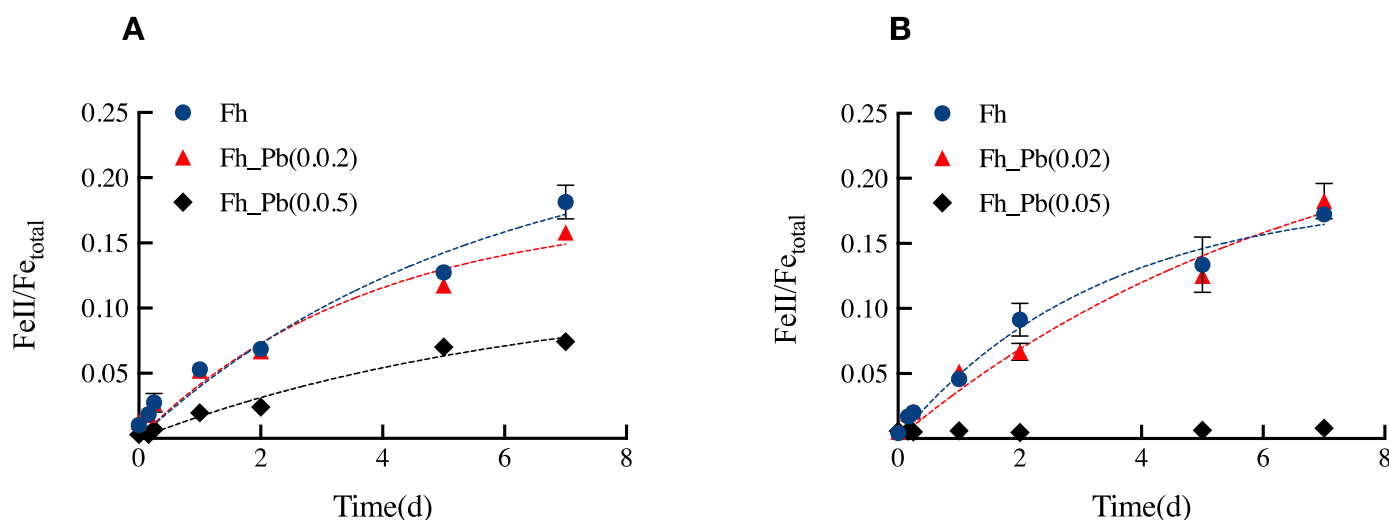 A
0.25
0.20
0.15
0.10
0.05
FeII/Fetotal
Fh
Fh_Pb(0.0.2)
Fh_Pb(0.0.5)
0 2 4 6 8
Time(d)
B
0.25
0.20
0.15
0.10
0.05
FeII/Fetotal
Fh
Fh_Pb(0.02)
Fh_Pb(0.05)
0 2 4 6 8
Time(d)